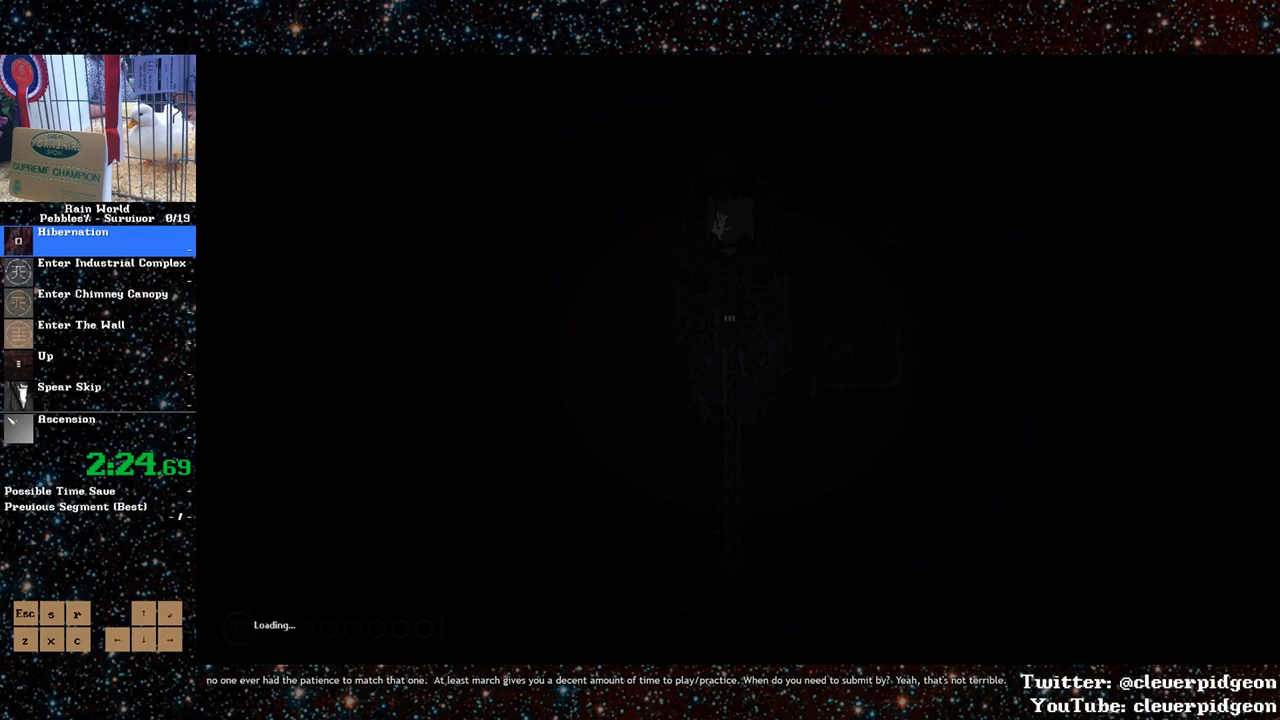 GREAT
YORKSHIRE
SHOW
SUPREME CHAMPION
Rain World
Pebbles% - Survivor 0/19
Hibernation
-
Enter Industrial Complex
-
Enter Chimney Canopy
-
Enter The Wall
-
Up
-
Spear Skip
-
Ascension
-
2:24.69
Possible Time Save -
Previous Segment (Best)
- / -
Esc s r ↑ ↲
z x c ← ↓ →
Loading...
no one ever had the patience to match that one. At least march gives you a decent amount of time to play/practice. When do you need to submit by? Yeah, that's not terrible.
Twitter: @cleverpidgeon
YouTube: cleverpidgeon